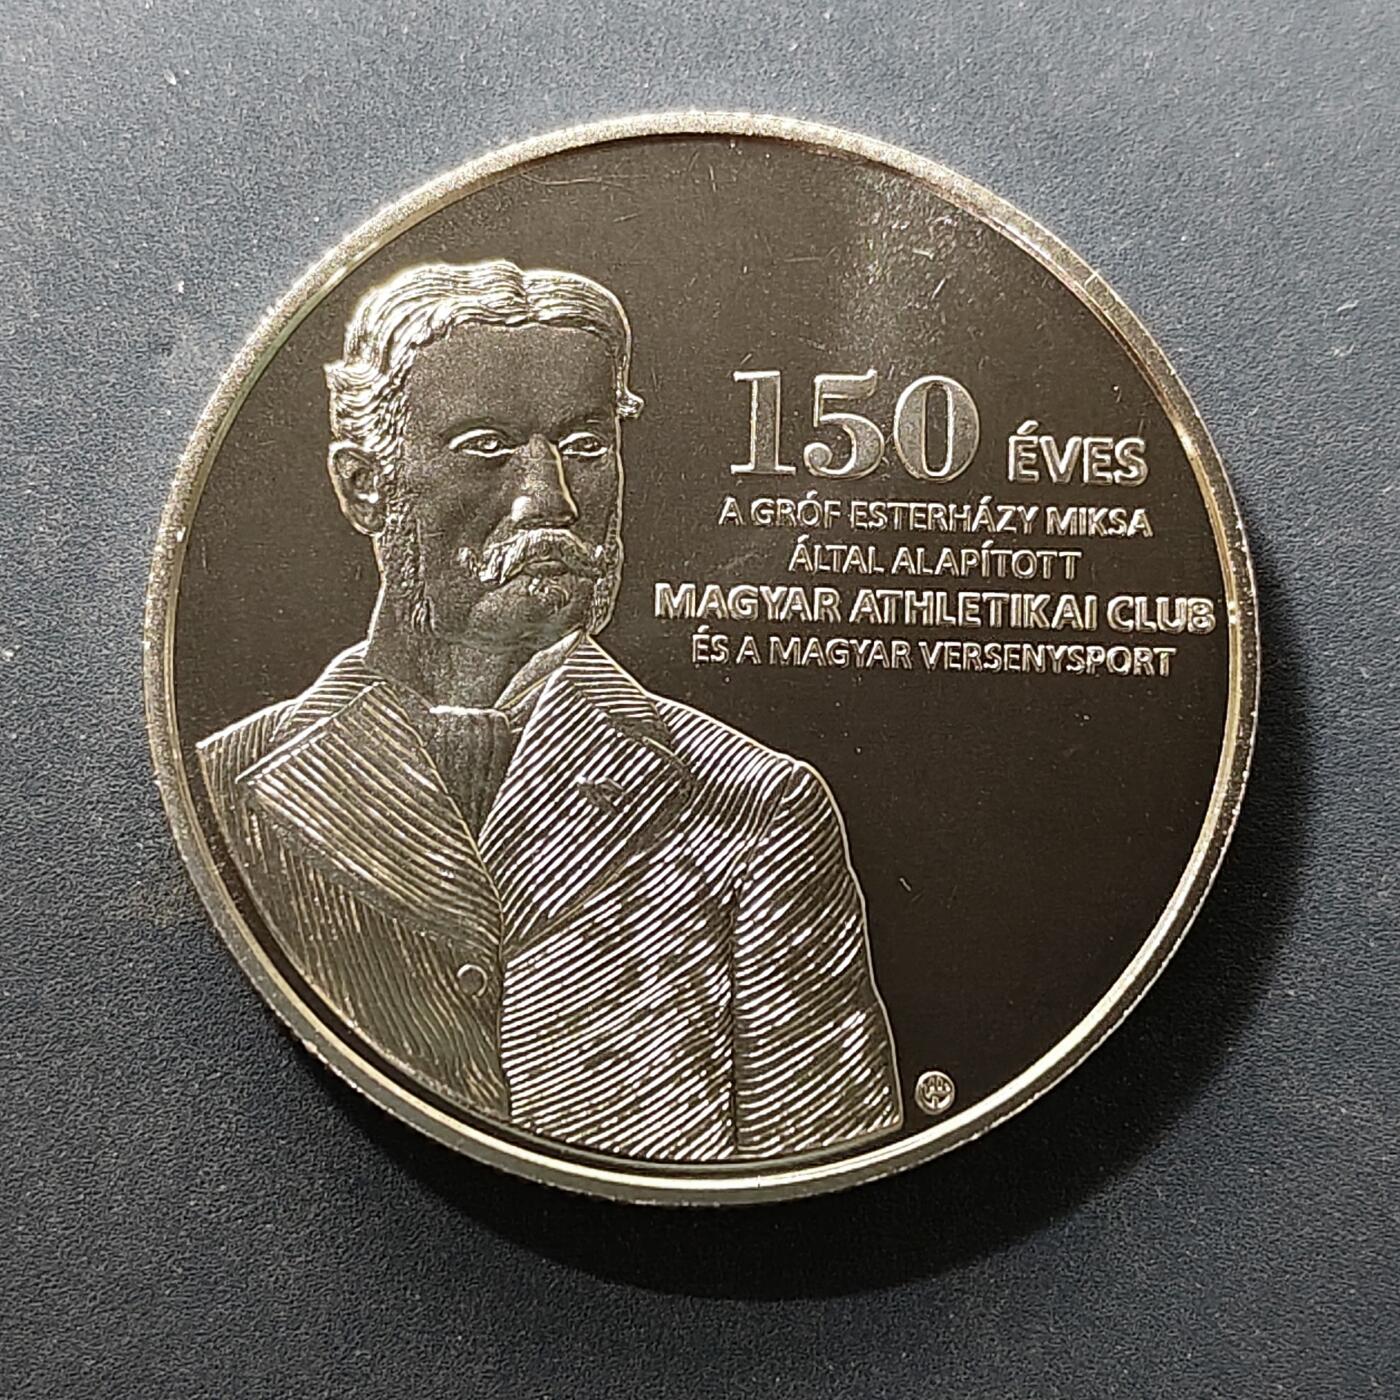 150 ÉVES
A GRÓF ESTERHÁZY MIKSA
ÁLTAL ALAPÍTOTT
MAGYAR ATHLETIKAI CLUB
ÉS A MAGYAR VERSENYSPORT